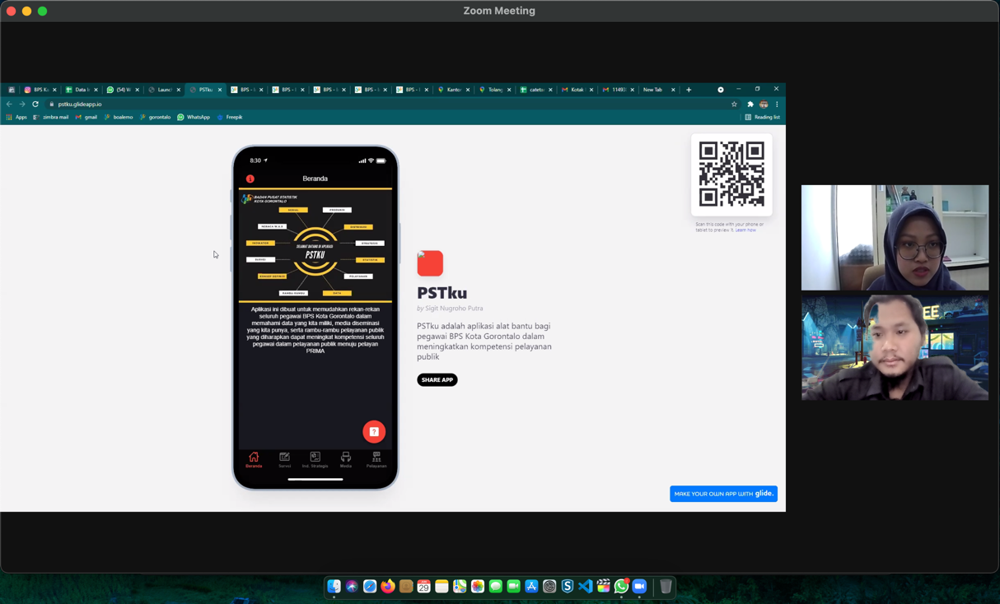 Zoom Meeting
BPS Ka
Data
(54) W
Launc
PSTku
BPS -
BPS -
BPS -
BPS -
BPS -
Kanto
Tolang
catets
Kotak
11493
New Tab
pstku.glideapp.io
Apps
zimbra mail
gmail
boalemo
gorontalo
WhatsApp
Freepik
Reading list
8:30
Beranda
BADAN PUSAT STATISTIK
KOTA GORONTALO
SOSIAL
PRODUKSI
DISTRIBUSI
INDIKATOR
STRATEGIS
SURVEI
STATISTIK
KONSEP DEFINISI
PELAYANAN
RAMBU RAMBU
DATA
SELAMAT DATANG DI APLIKASI
PSTKU
Aplikasi ini dibuat untuk memudahkan rekan-rekan
seluruh pegawai BPS Kota Gorontalo dalam
memahami data yang kita miliki, media diseminasi
yang kita punya, serta rambu-rambu pelayanan publik
yang diharapkan dapat meningkat kompetensi seluruh
pegawai dalam pelayanan publik menuju pelayan
PRIMA
?
Beranda
Survei
Ind. Strategis
Media
Pelayanan
PSTku
by Sigit Nugroho Putra
PSTku adalah aplikasi alat bantu bagi
pegawai BPS Kota Gorontalo dalam
meningkatkan kompetensi pelayanan
publik
SHARE APP
Scan this code with your phone or
tablet to preview it. Learn how
MAKE YOUR OWN APP WITH glide.
EE
29